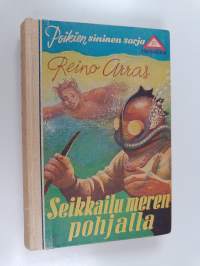 Poikien sininen sarja
Reino Arras
Seikkailu meren
pohjalla